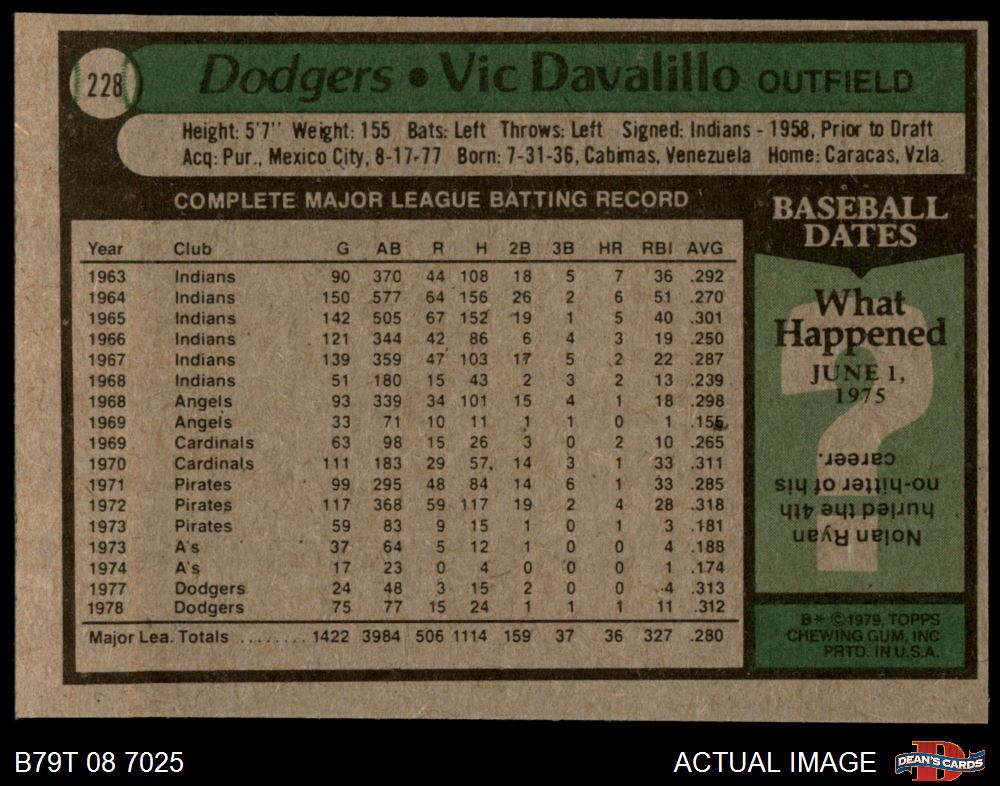 228
Dodgers • Vic Davalillo OUTFIELD
Height: 5'7" Weight: 155 Bats: Left Throws: Left Signed: Indians - 1958, Prior to Draft
Acq: Pur., Mexico City, 8-17-77 Born: 7-31-36, Cabimas, Venezuela Home: Caracas, Vzla.
COMPLETE MAJOR LEAGUE BATTING RECORD
Year Club G AB R H 2B 3B HR RBI AVG
1963 Indians 90 370 44 108 18 5 7 36 .292
1964 Indians 150 577 64 156 26 2 6 51 .270
1965 Indians 142 505 67 152 19 1 5 40 .301
1966 Indians 121 344 42 86 6 4 3 19 .250
1967 Indians 139 359 47 103 17 5 2 22 .287
1968 Indians 51 180 15 43 2 3 2 13 .239
1968 Angels 93 339 34 101 15 4 1 18 .298
1969 Angels 33 71 10 11 1 1 0 1 .155
1969 Cardinals 63 98 15 26 3 0 2 10 .265
1970 Cardinals 111 183 29 57 14 3 1 33 .311
1971 Pirates 99 295 48 84 14 6 1 33 .285
1972 Pirates 117 368 59 117 19 2 4 28 .318
1973 Pirates 59 83 9 15 1 0 1 3 .181
1973 A's 37 64 5 12 1 0 0 4 .188
1974 A's 17 23 0 4 0 0 0 1 .174
1977 Dodgers 24 48 3 15 2 0 0 4 .313
1978 Dodgers 75 77 15 24 1 1 1 11 .312
Major Lea. Totals ........ 1422 3984 506 1114 159 37 36 327 .280
BASEBALL
DATES
What
Happened
JUNE 1,
1975
?
Nolan Ryan
hurled the 4th
no-hitter of his
career.
B* ©1979, TOPPS
CHEWING GUM, INC
PRTD. IN U.S.A.
B79T 08 7025
ACTUAL IMAGE
DEAN'S CARDS